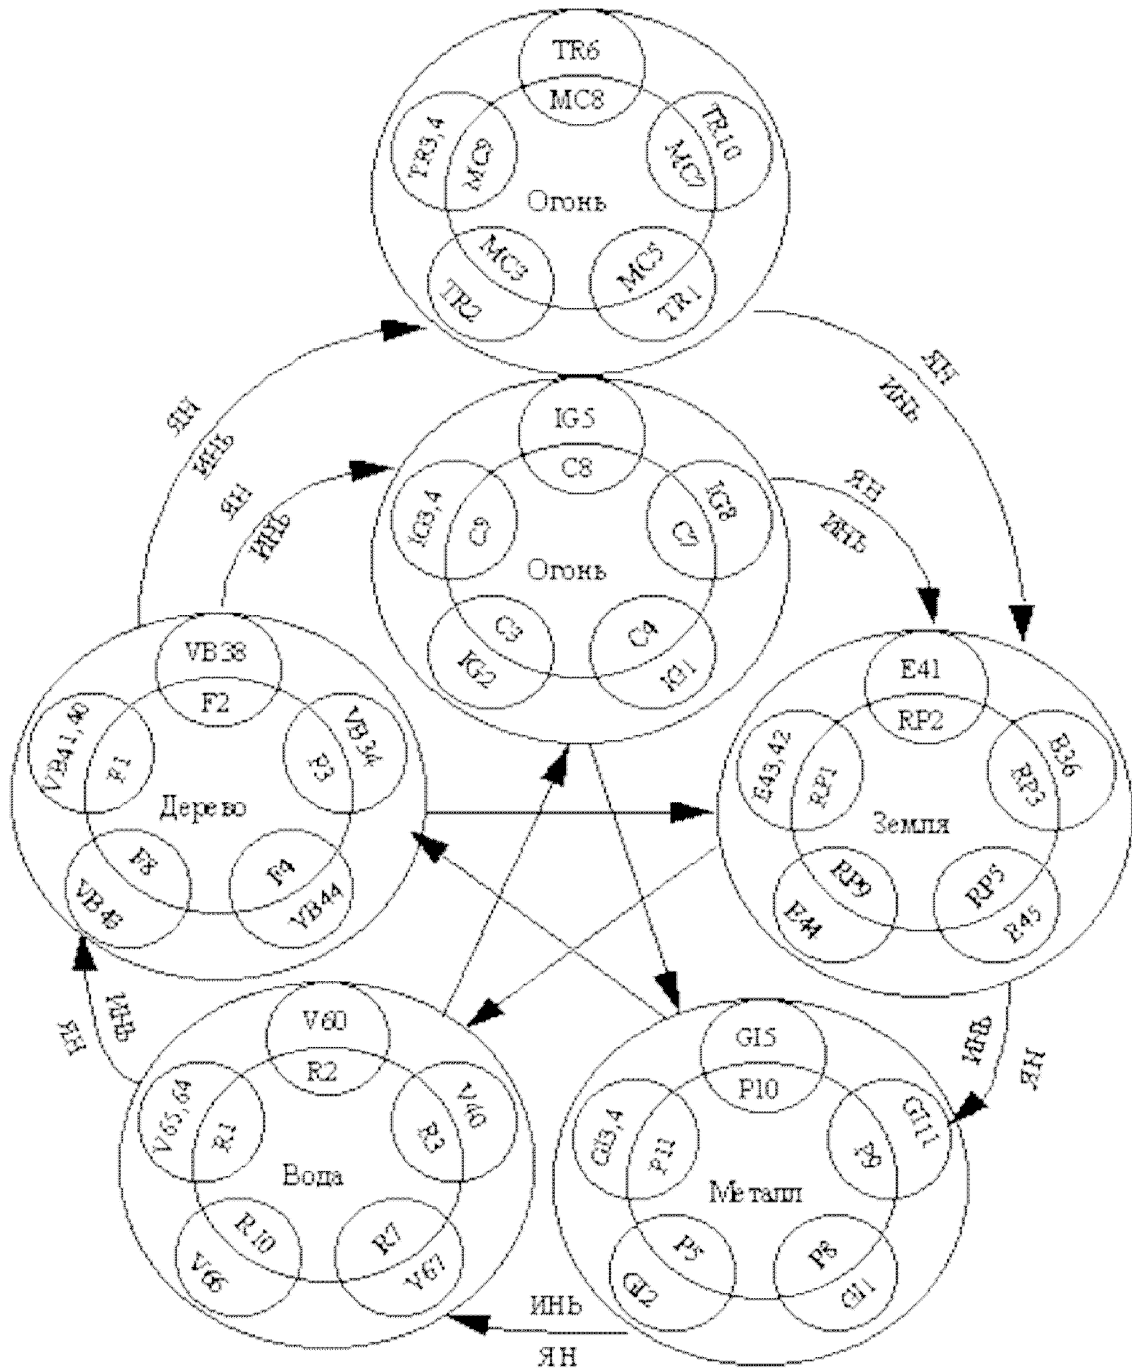 TR6
MC8
TR3,4
MC9
TR10
MC7
Огонь
MC3
TR2
MC5
TR1
ЯН
ИНЬ
ЯН
ИНЬ
IG5
C8
IG3,4
C9
IG8
C7
Огонь
C3
IG2
C4
IG1
ЯН
ИНЬ
ЯН
ИНЬ
VB38
F2
VB41,40
F1
VB34
F3
Дерево
F8
VB43
F4
VB44
E41
RP2
E43,42
RP1
E36
RP3
Земля
RP9
E44
RP5
E45
ИНЬ
ЯН
ИНЬ
ЯН
V60
R2
V65,64
R1
V40
R3
Вода
R10
V66
R7
V67
GI5
P10
GI3,4
P11
GI11
P9
Металл
P5
GI2
P8
GI1
ИНЬ
ЯН